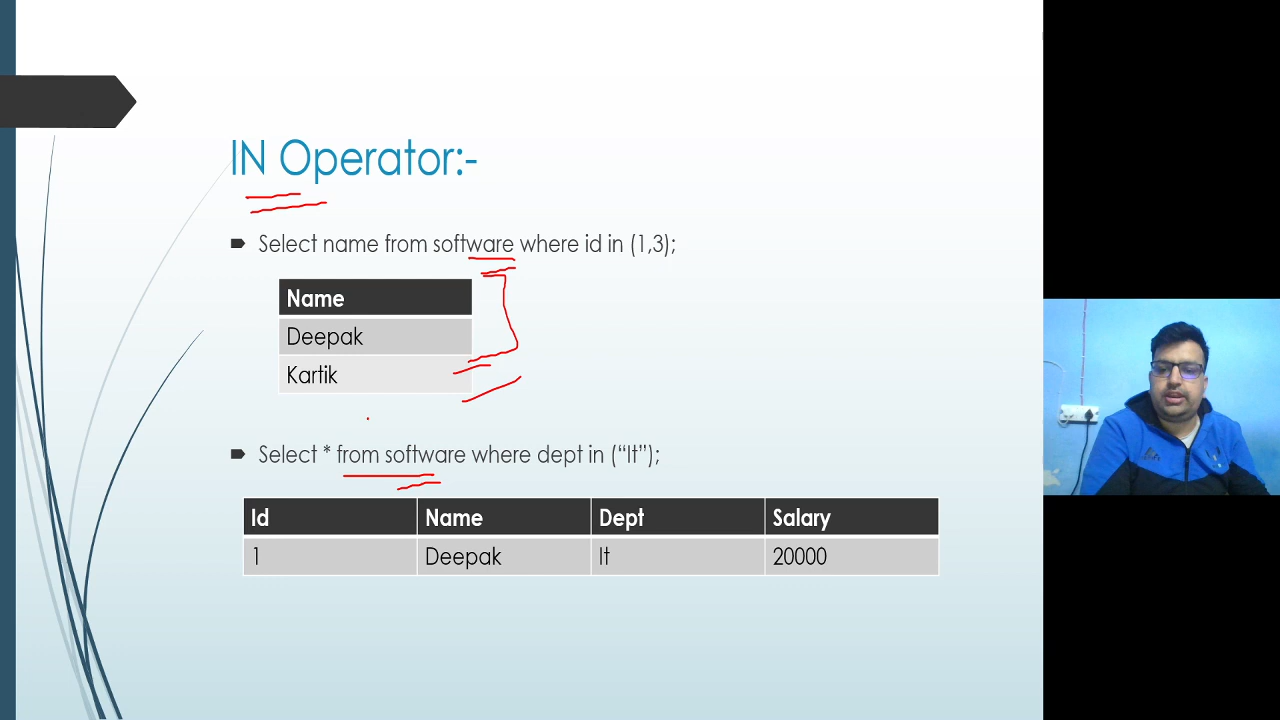 IN Operator:-
Select name from software where id in (1,3);
Name
Deepak
Kartik
Select * from software where dept in (“It”);
Id Name Dept Salary
1 Deepak It 20000